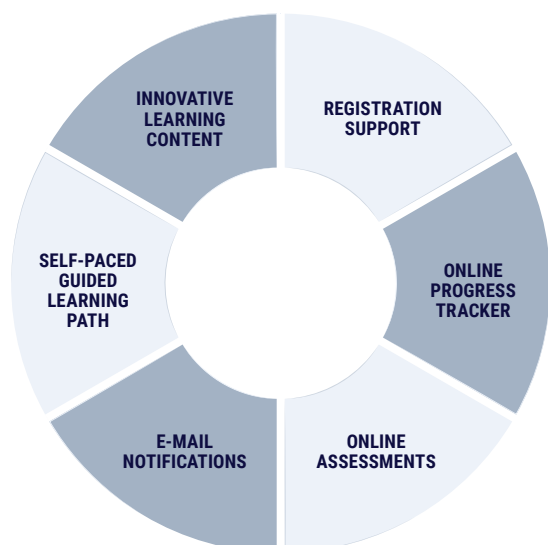 INNOVATIVE
LEARNING
CONTENT
REGISTRATION
SUPPORT
ONLINE
PROGRESS
TRACKER
ONLINE
ASSESSMENTS
E-MAIL
NOTIFICATIONS
SELF-PACED
GUIDED
LEARNING
PATH